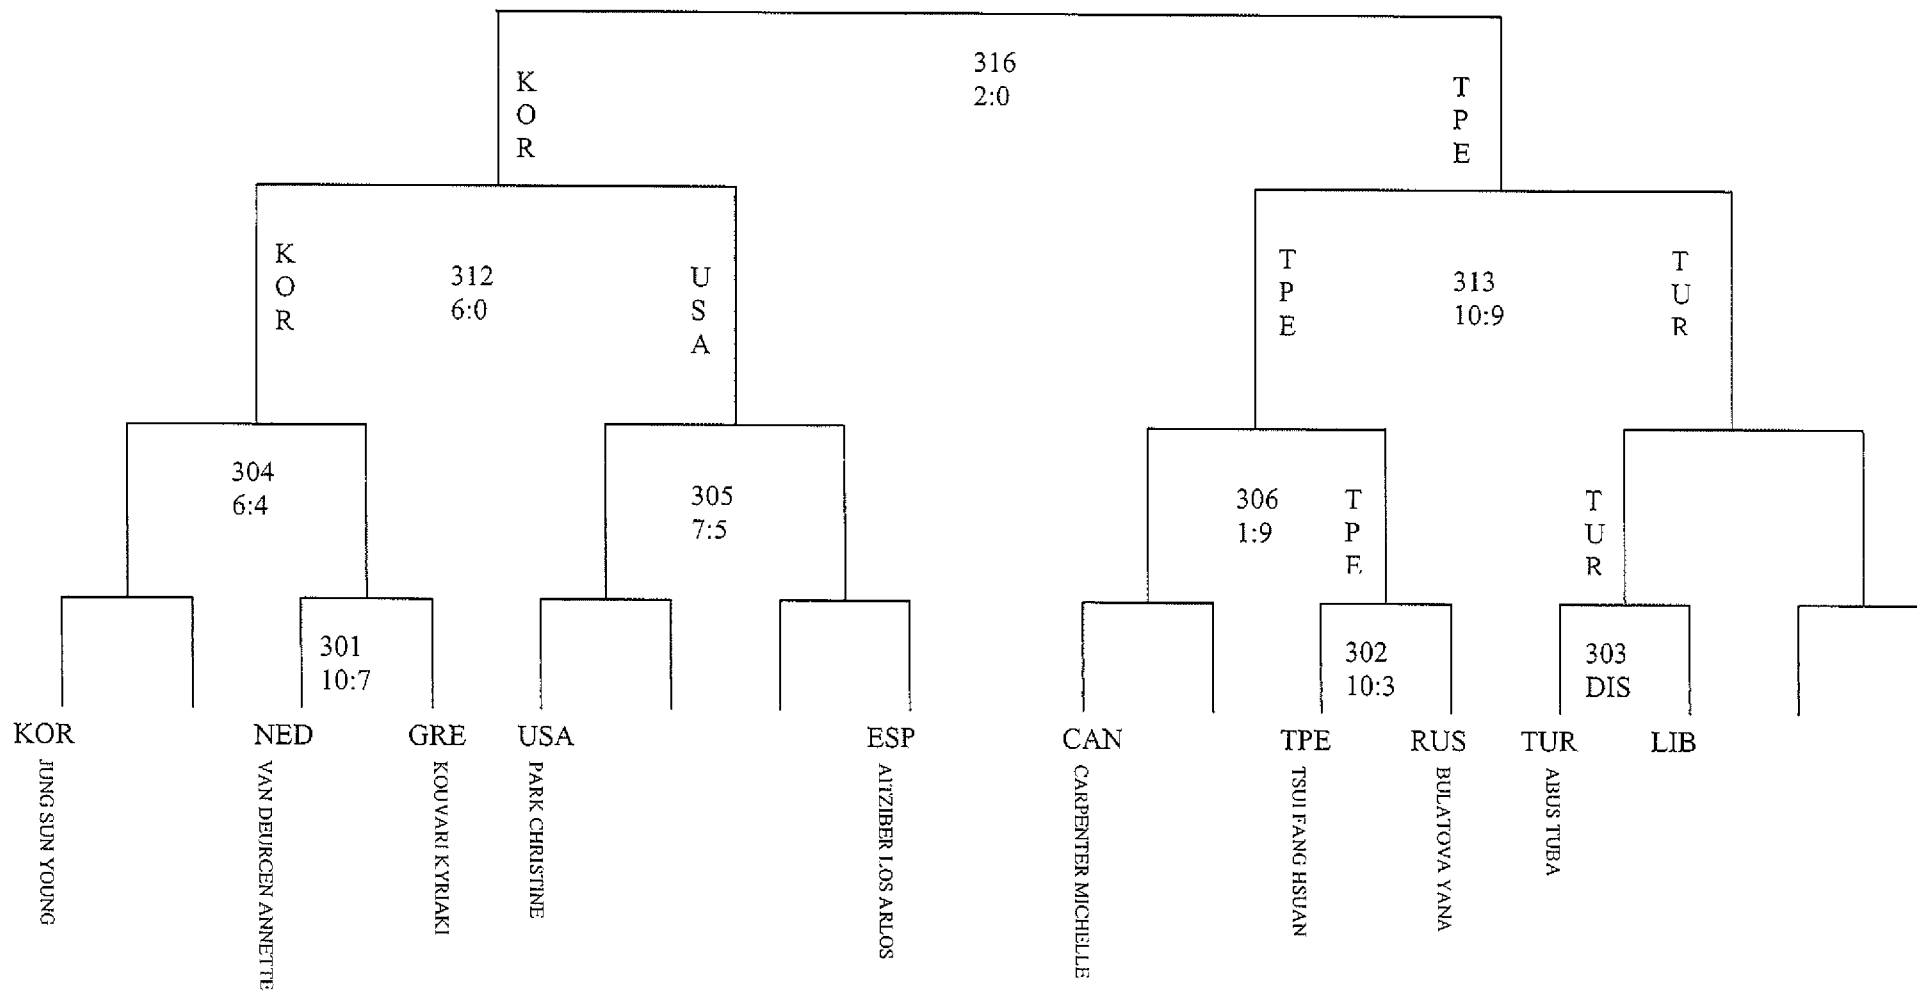 KOR
316
2:0
TPE
KOR
312
6:0
USA
TPE
313
10:9
TUR
304
6:4
305
7:5
306
1:9
TPE
TUR
301
10:7
302
10:3
303
DIS
KOR
NED
GRE
USA
ESP
CAN
TPE
RUS
TUR
LIB
JUNG SUN YOUNG
VAN DEURCEN ANNETTE
KOUVARI KYRIAKI
PARK CHRISTINE
AITZIBER LOS ARLOS
CARPENTER MICHELLE
TSUI FANG HSUAN
BULATOVA YANA
ABUS TUBA